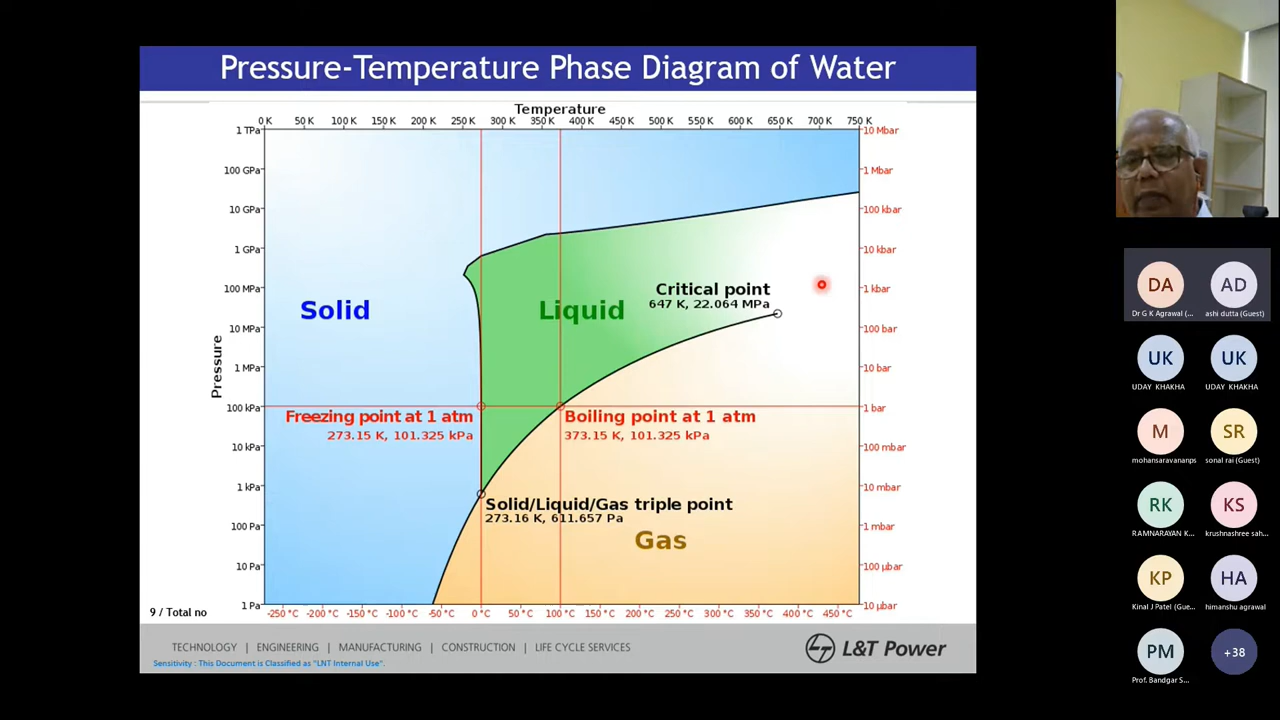 Pressure-Temperature Phase Diagram of Water
Temperature
0 K 50 K 100 K 150 K 200 K 250 K 300 K 350 K 400 K 450 K 500 K 550 K 600 K 650 K 700 K 750 K
1 TPa 10 Mbar
100 GPa 1 Mbar
10 GPa 100 kbar
1 GPa 10 kbar
100 MPa 1 kbar
10 MPa 100 bar
1 MPa 10 bar
100 kPa 1 bar
10 kPa 100 mbar
1 kPa 10 mbar
100 Pa 1 mbar
10 Pa 100 µbar
1 Pa 10 µbar
Pressure
Solid
Liquid
Critical point
647 K, 22.064 MPa
Freezing point at 1 atm
273.15 K, 101.325 kPa
Boiling point at 1 atm
373.15 K, 101.325 kPa
Solid/Liquid/Gas triple point
273.16 K, 611.657 Pa
Gas
-250 °C -200 °C -150 °C -100 °C -50 °C 0 °C 50 °C 100 °C 150 °C 200 °C 250 °C 300 °C 350 °C 400 °C 450 °C
9 / Total no
TECHNOLOGY | ENGINEERING | MANUFACTURING | CONSTRUCTION | LIFE CYCLE SERVICES
L&T Power
Sensitivity : This Document is Classified as "LNT Internal Use".
DA AD
Dr G K Agrawal (... ashi dutta (Guest)
UK UK
UDAY KHAKHA UDAY KHAKHA
M SR
mohansaravananps sonal rai (Guest)
RK KS
RAMNARAYAN K... krushnashree sah...
KP HA
Kinal J Patel (Gue... himanshu agrawal
PM +38
Prof. Bandgar S...